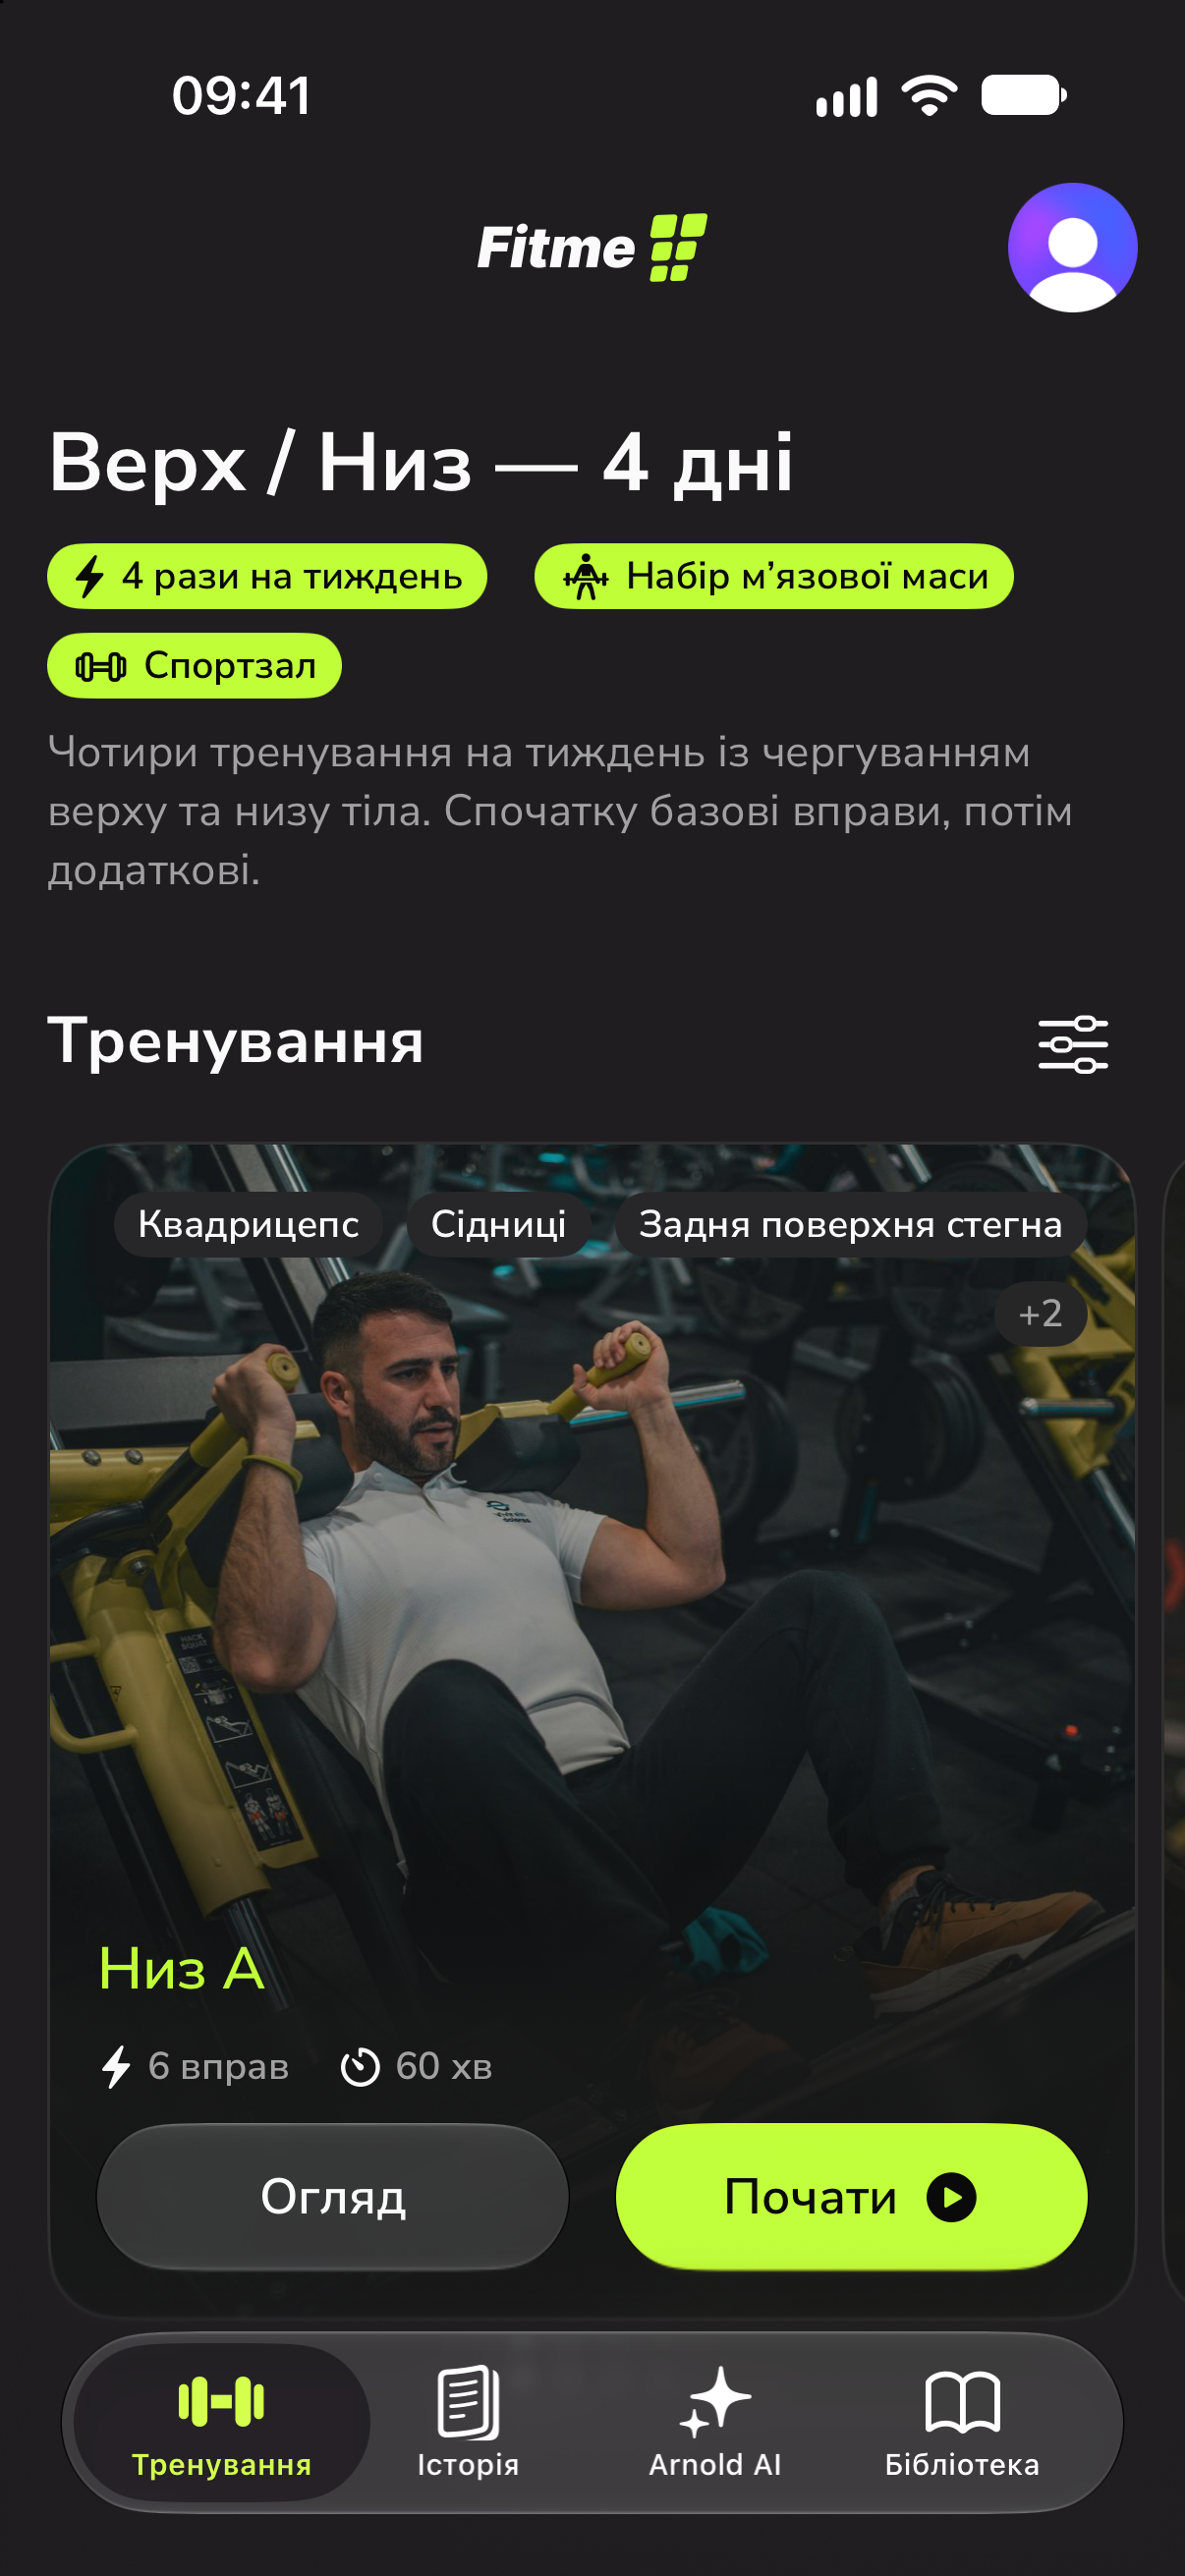 09:41
Fitme
Верх / Низ — 4 дні
4 рази на тиждень
Набір м’язової маси
Спортзал
Чотири тренування на тиждень із чергуванням
верху та низу тіла. Спочатку базові вправи, потім
додаткові.
Тренування
Квадрицепс
Сідниці
Задня поверхня стегна
+2
HACK
SQUAT
Низ A
6 вправ
60 хв
Огляд
Почати
Тренування
Історія
Arnold AI
Бібліотека